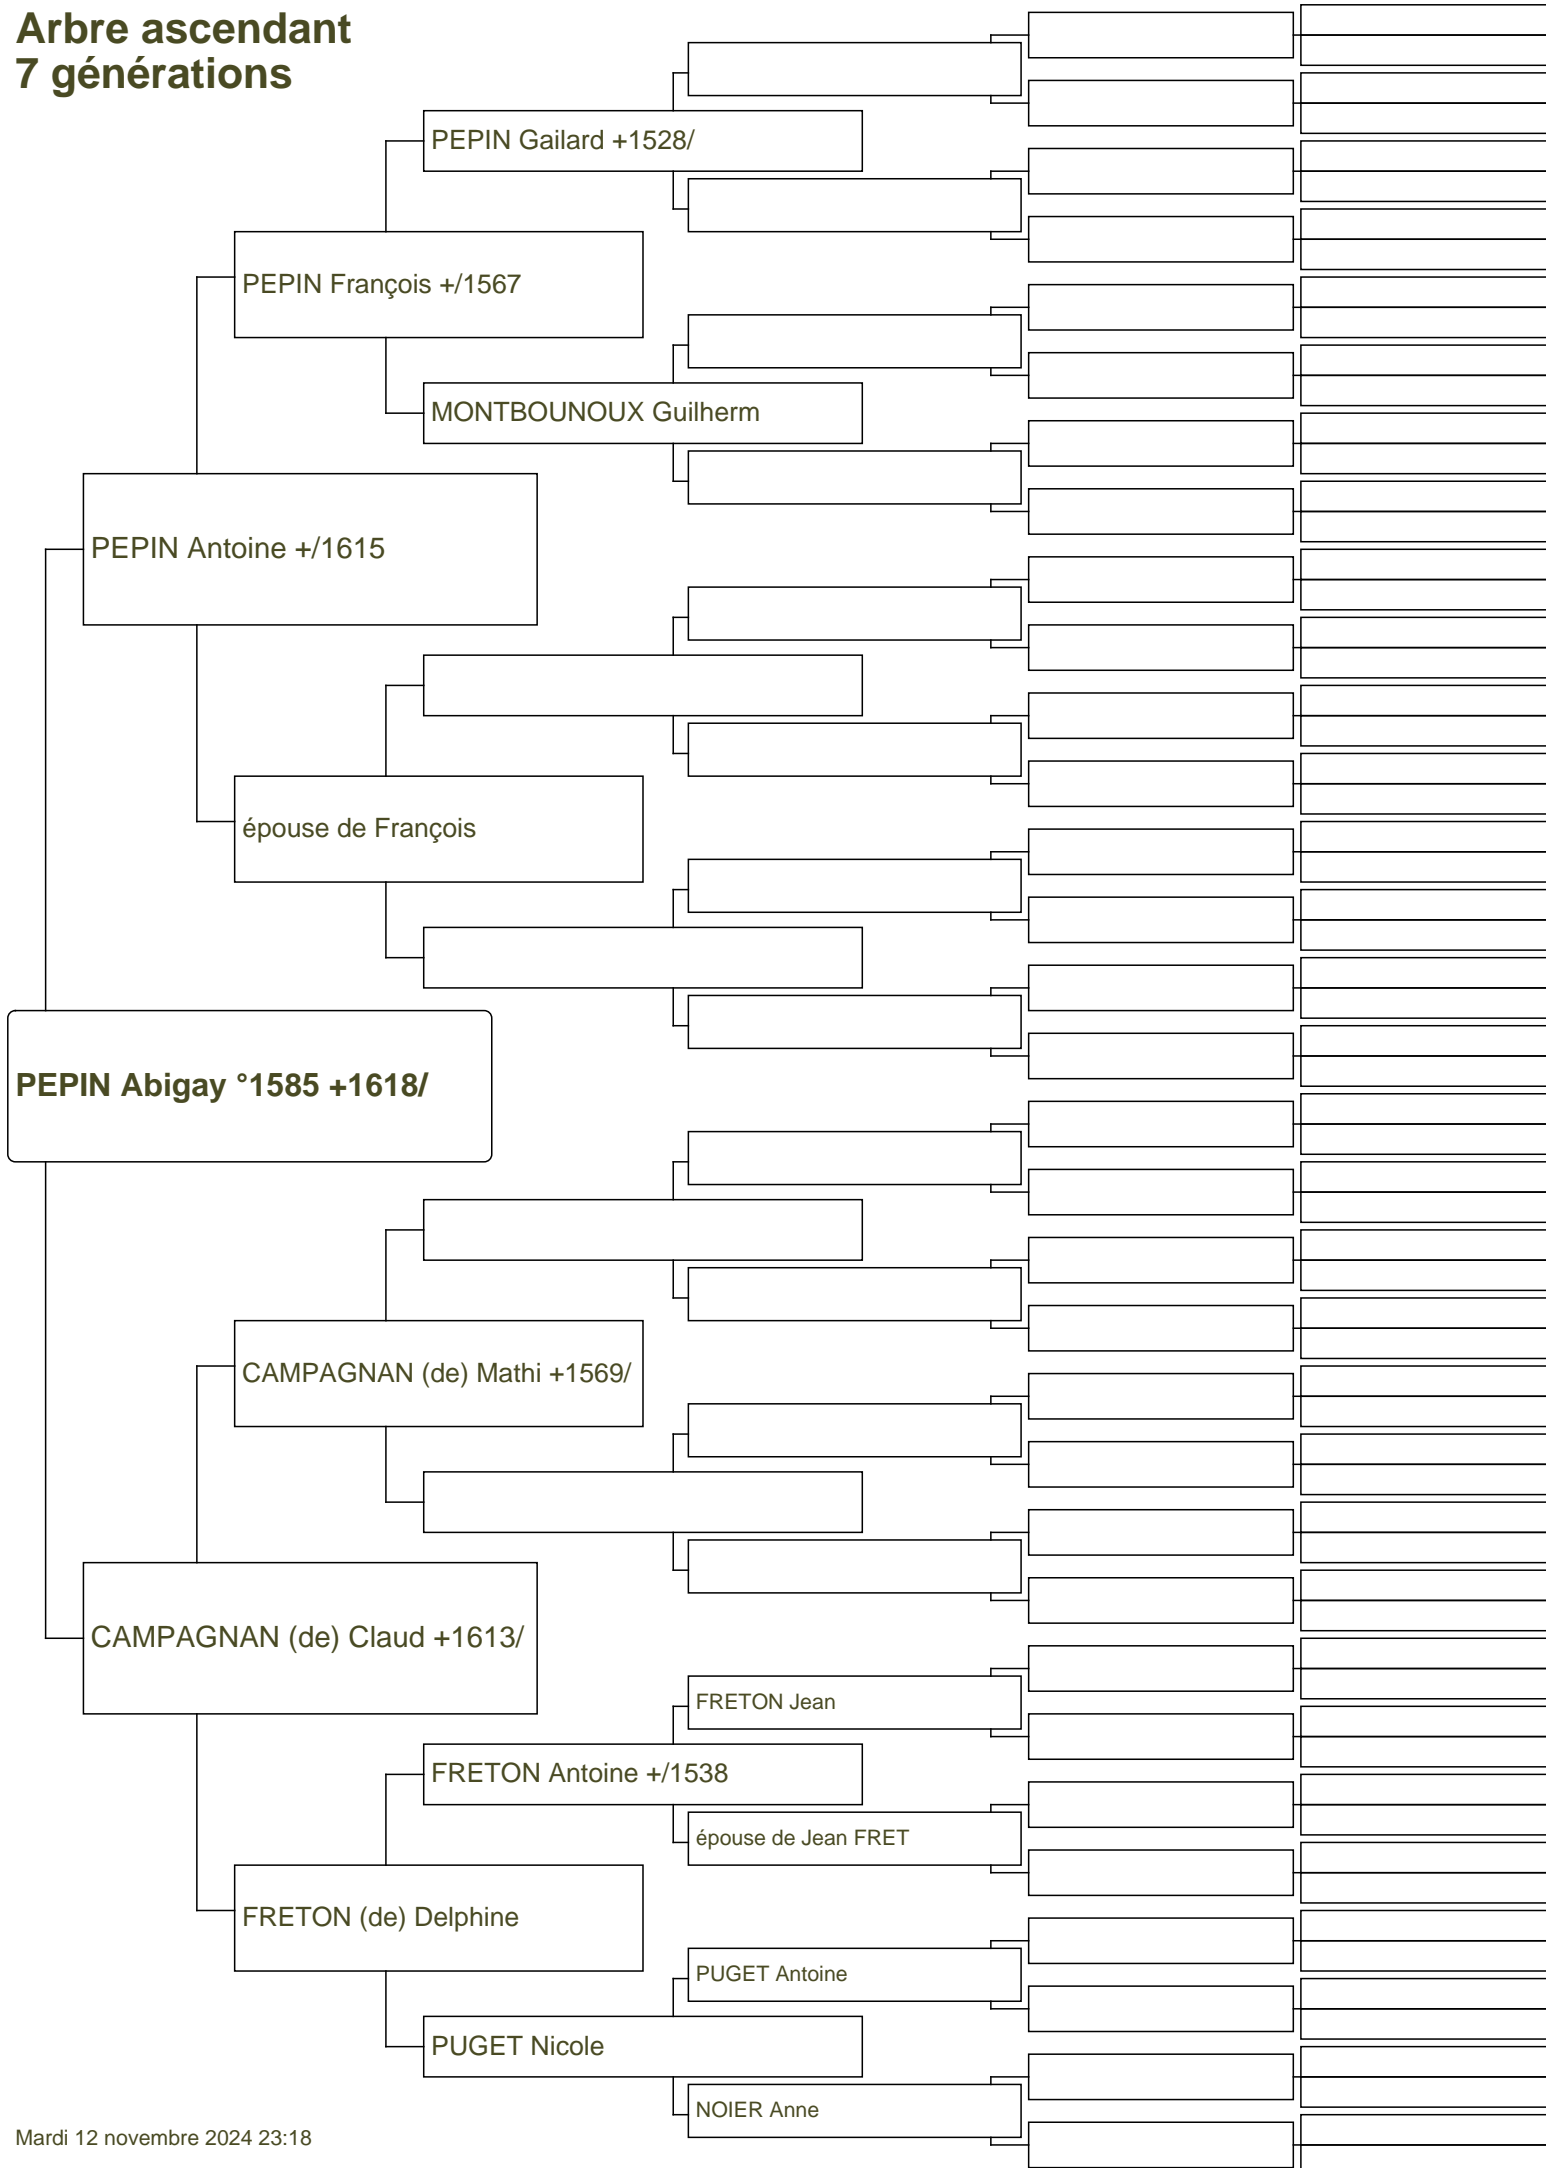 Arbre ascendant
7 générations
PEPIN Gailard +1528/
PEPIN François +/1567
MONTBOUNOUX Guilherm
PEPIN Antoine +/1615
épouse de François
PEPIN Abigay °1585 +1618/
CAMPAGNAN (de) Mathi +1569/
CAMPAGNAN (de) Claud +1613/
FRETON Jean
FRETON Antoine +/1538
épouse de Jean FRET
FRETON (de) Delphine
PUGET Antoine
PUGET Nicole
NOIER Anne
Mardi 12 novembre 2024 23:18